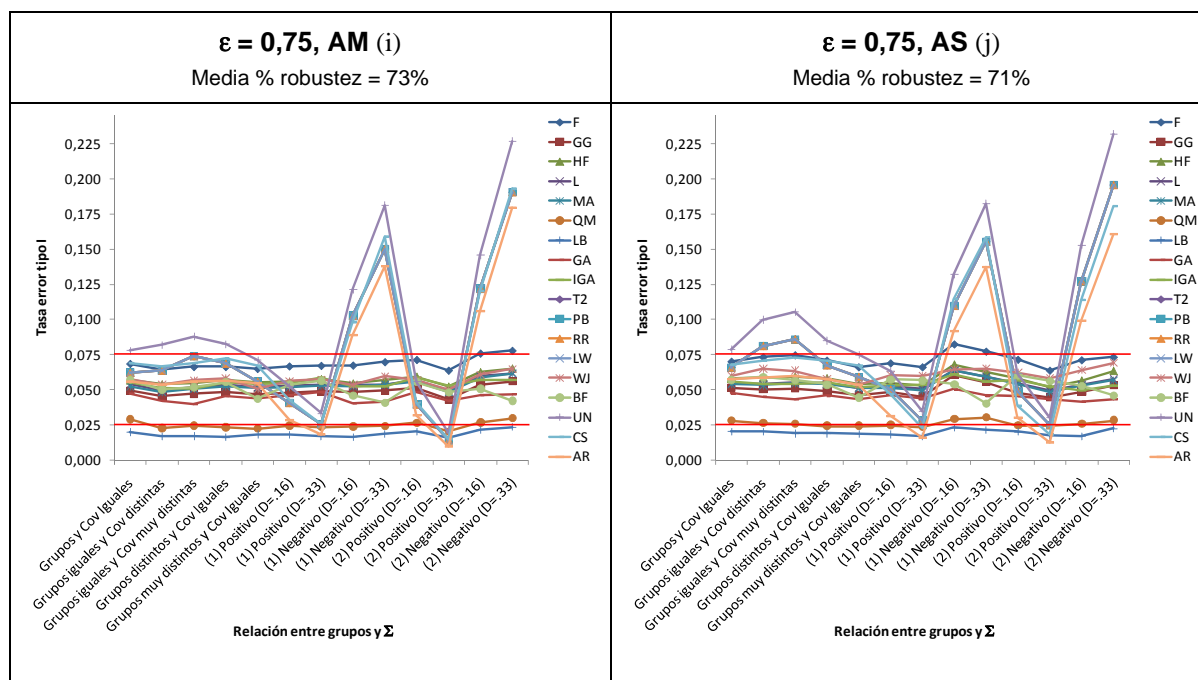 ε = 0,75, AM (i)
Media % robustez = 73%
ε = 0,75, AS (j)
Media % robustez = 71%
Tasa error tipo I
0,225
0,200
0,175
0,150
0,125
0,100
0,075
0,050
0,025
0,000
Grupos y Cov Iguales
Grupos iguales y Cov distintas
Grupos iguales y Cov muy distintas
Grupos distintos y Cov Iguales
Grupos muy distintos y Cov Iguales
(1) Positivo (D=.16)
(1) Positivo (D=.33)
(1) Negativo (D=.16)
(1) Negativo (D=.33)
(2) Positivo (D=.16)
(2) Positivo (D=.33)
(2) Negativo (D=.16)
(2) Negativo (D=.33)
Relación entre grupos y Σ
F
GG
HF
L
MA
QM
LB
GA
IGA
T2
PB
RR
LW
WJ
BF
UN
CS
AR
Tasa error tipo I
0,225
0,200
0,175
0,150
0,125
0,100
0,075
0,050
0,025
0,000
Grupos y Cov Iguales
Grupos iguales y Cov distintas
Grupos iguales y Cov muy distintas
Grupos distintos y Cov Iguales
Grupos muy distintos y Cov Iguales
(1) Positivo (D=.16)
(1) Positivo (D=.33)
(1) Negativo (D=.16)
(1) Negativo (D=.33)
(2) Positivo (D=.16)
(2) Positivo (D=.33)
(2) Negativo (D=.16)
(2) Negativo (D=.33)
Relación entre grupos y Σ
F
GG
HF
L
MA
QM
LB
GA
IGA
T2
PB
RR
LW
WJ
BF
UN
CS
AR